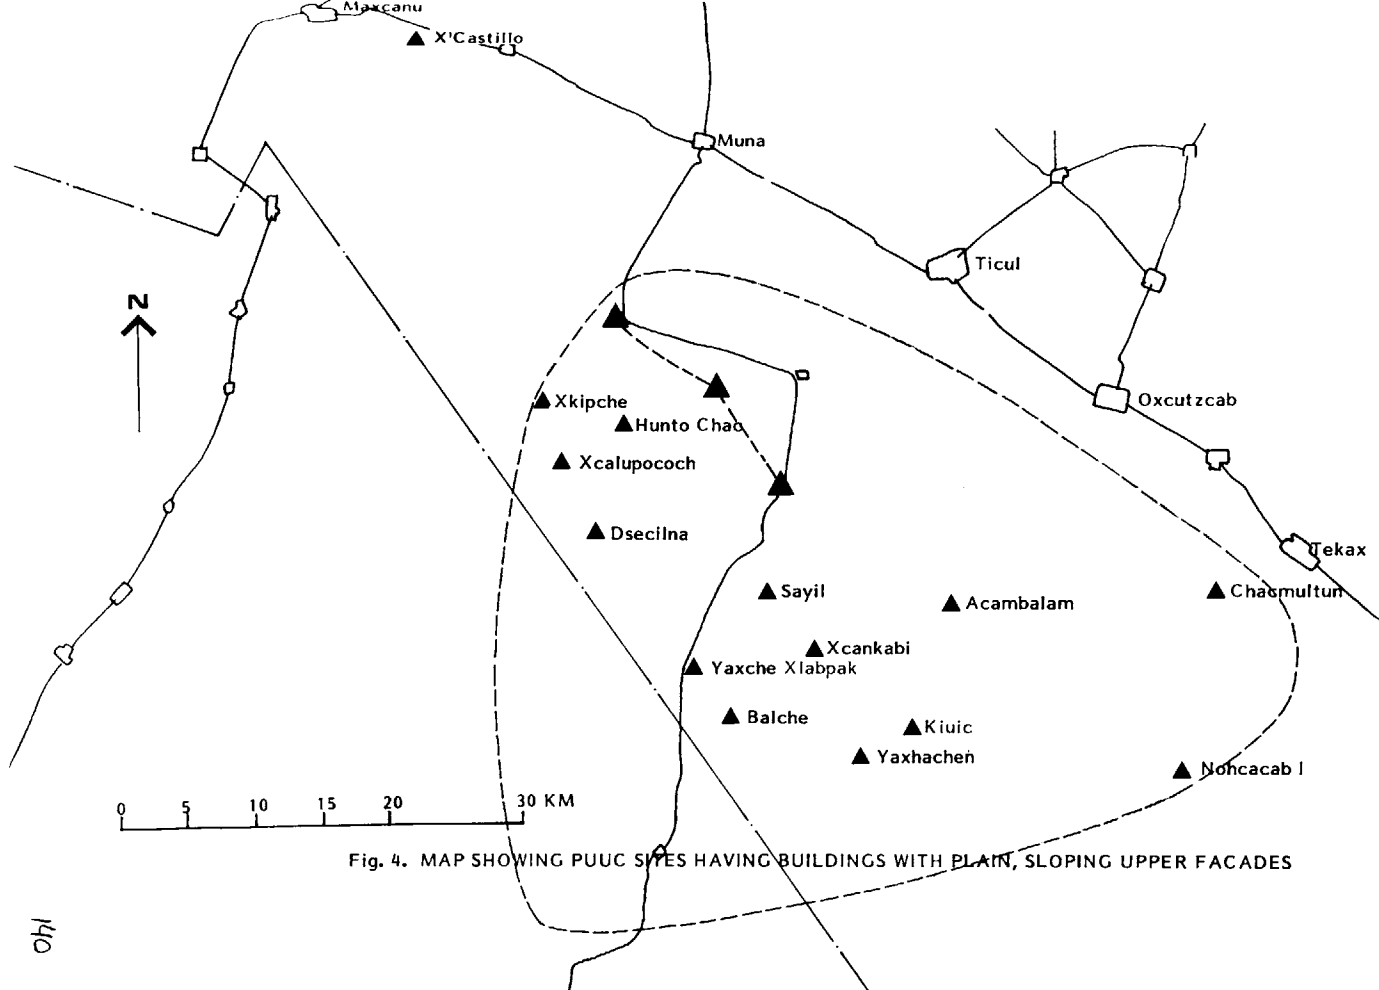 Maxcanu
X'Castillo
Muna
Ticul
N
Oxcutzcab
Xkipche
Hunto Chac
Xcalupococh
Dsecilna
Tekax
Sayil
Acambalam
Chacmultun
Xcankabi
Yaxche Xlabpak
Balche
Kiuic
Yaxhachen
Nohcacab I
0 5 10 15 20 30 KM
Fig. 4. MAP SHOWING PUUC SITES HAVING BUILDINGS WITH PLAIN, SLOPING UPPER FACADES
140